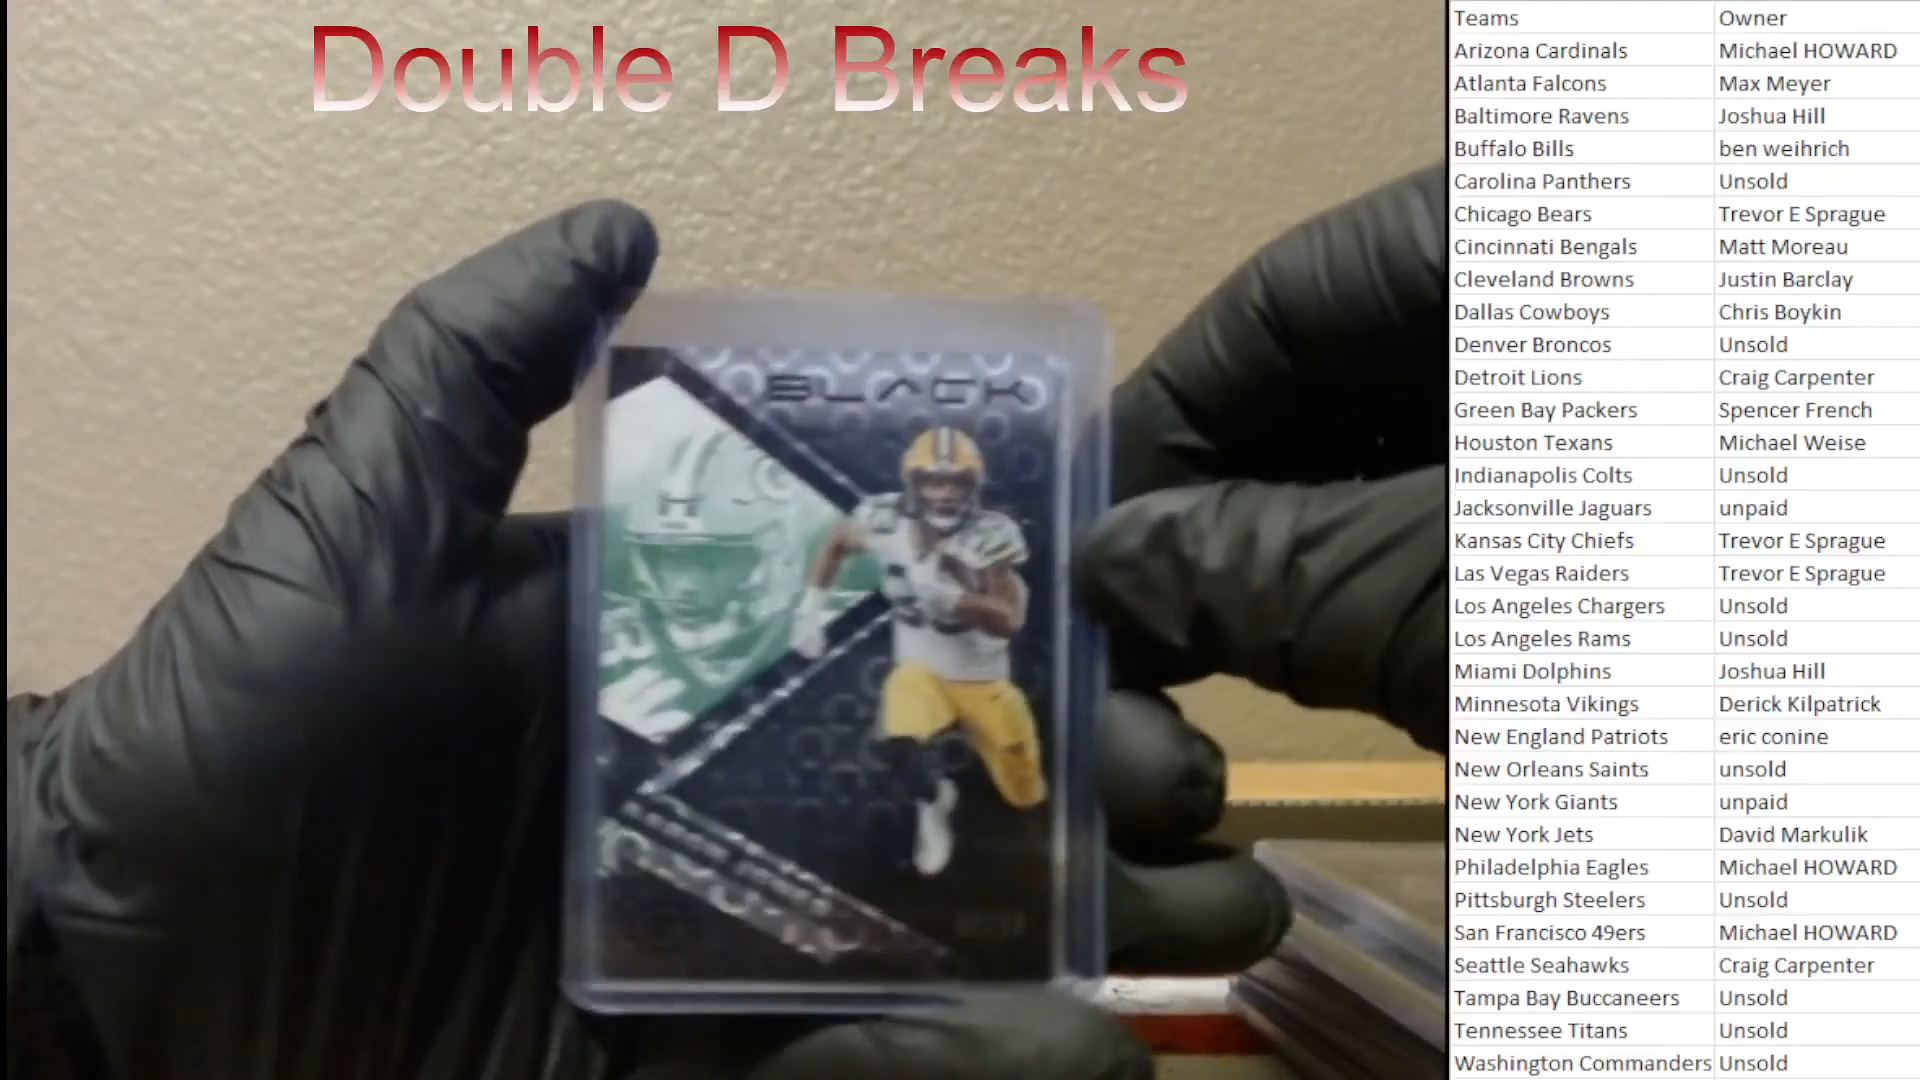 Double D Breaks
BLACK
AARON JONES
Teams Owner
Arizona Cardinals Michael HOWARD
Atlanta Falcons Max Meyer
Baltimore Ravens Joshua Hill
Buffalo Bills ben weihrich
Carolina Panthers Unsold
Chicago Bears Trevor E Sprague
Cincinnati Bengals Matt Moreau
Cleveland Browns Justin Barclay
Dallas Cowboys Chris Boykin
Denver Broncos Unsold
Detroit Lions Craig Carpenter
Green Bay Packers Spencer French
Houston Texans Michael Weise
Indianapolis Colts Unsold
Jacksonville Jaguars unpaid
Kansas City Chiefs Trevor E Sprague
Las Vegas Raiders Trevor E Sprague
Los Angeles Chargers Unsold
Los Angeles Rams Unsold
Miami Dolphins Joshua Hill
Minnesota Vikings Derick Kilpatrick
New England Patriots eric conine
New Orleans Saints unsold
New York Giants unpaid
New York Jets David Markulik
Philadelphia Eagles Michael HOWARD
Pittsburgh Steelers Unsold
San Francisco 49ers Michael HOWARD
Seattle Seahawks Craig Carpenter
Tampa Bay Buccaneers Unsold
Tennessee Titans Unsold
Washington Commanders Unsold